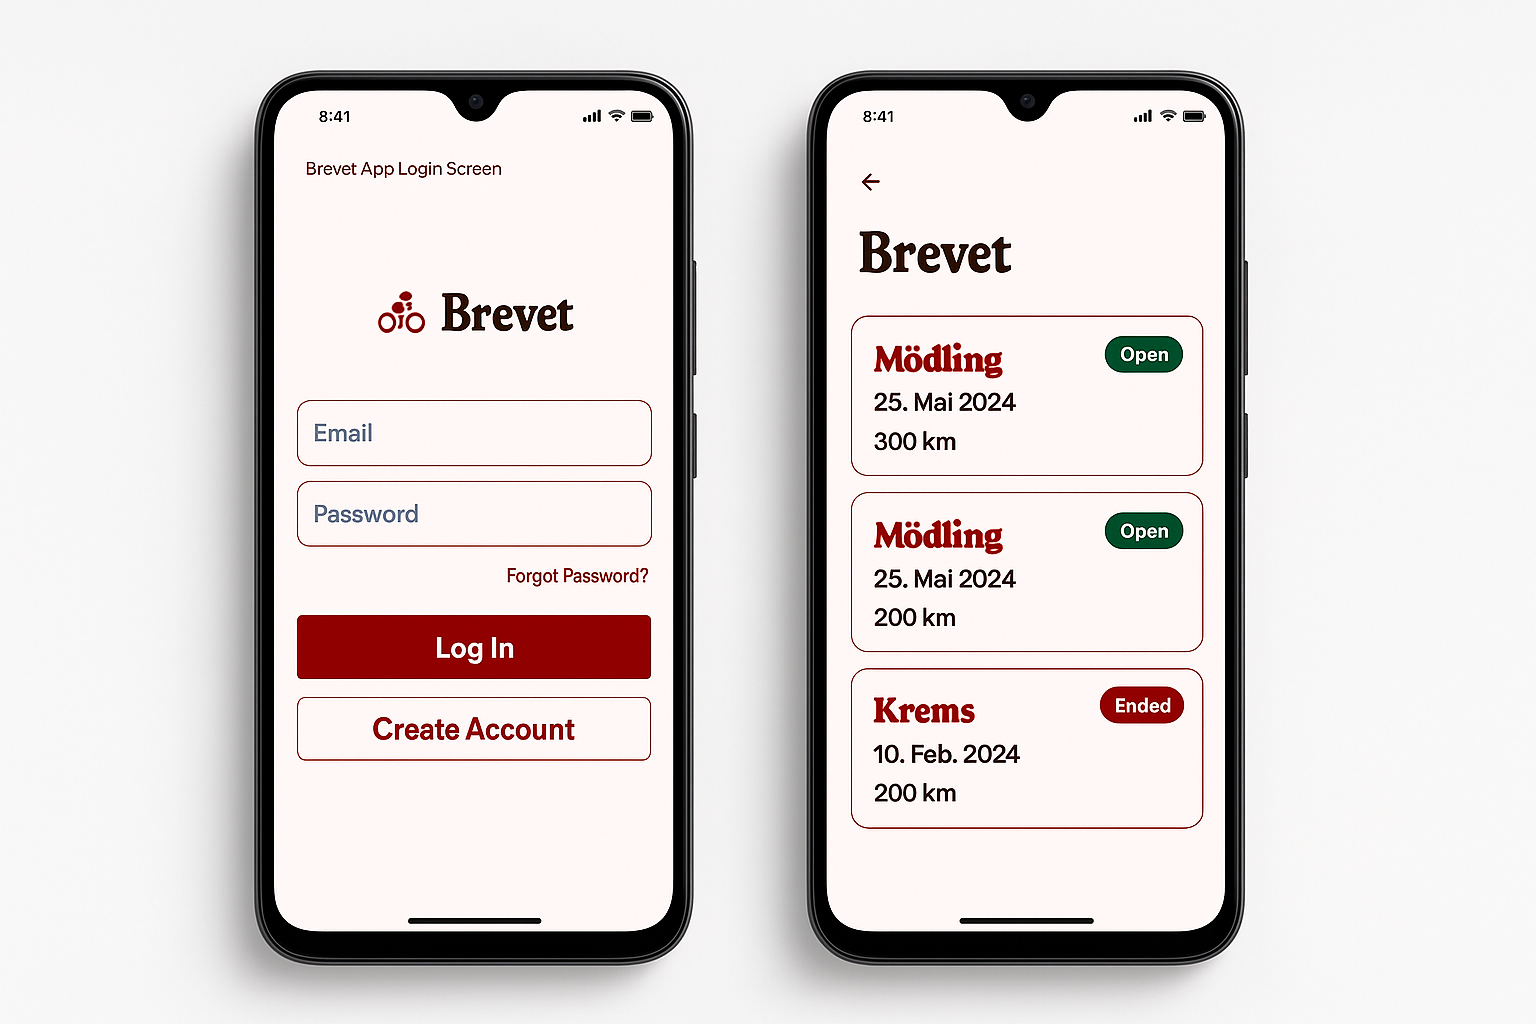 8:41
Brevet App Login Screen
Brevet
Email
Password
Forgot Password?
Log In
Create Account
8:41
Brevet
Mödling
Open
25. Mai 2024
300 km
Mödling
Open
25. Mai 2024
200 km
Krems
Ended
10. Feb. 2024
200 km